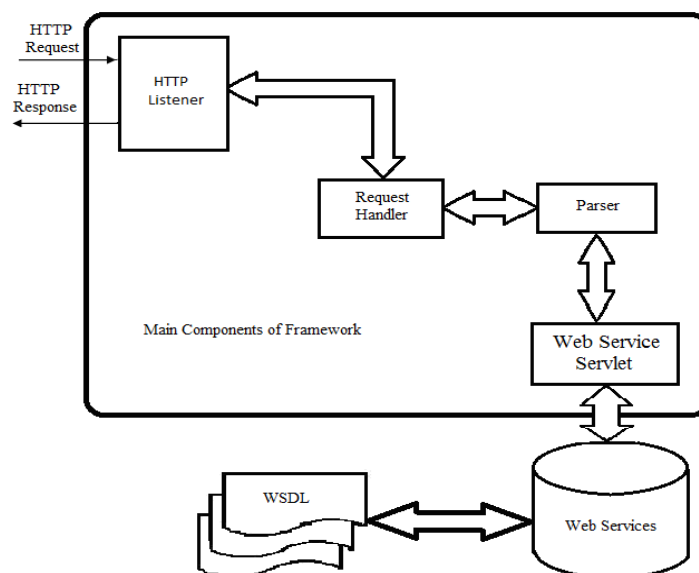 HTTP
Request
HTTP
Response
HTTP
Listener
Request
Handler
Parser
Main Components of Framework
Web Service
Servlet
WSDL
Web Services